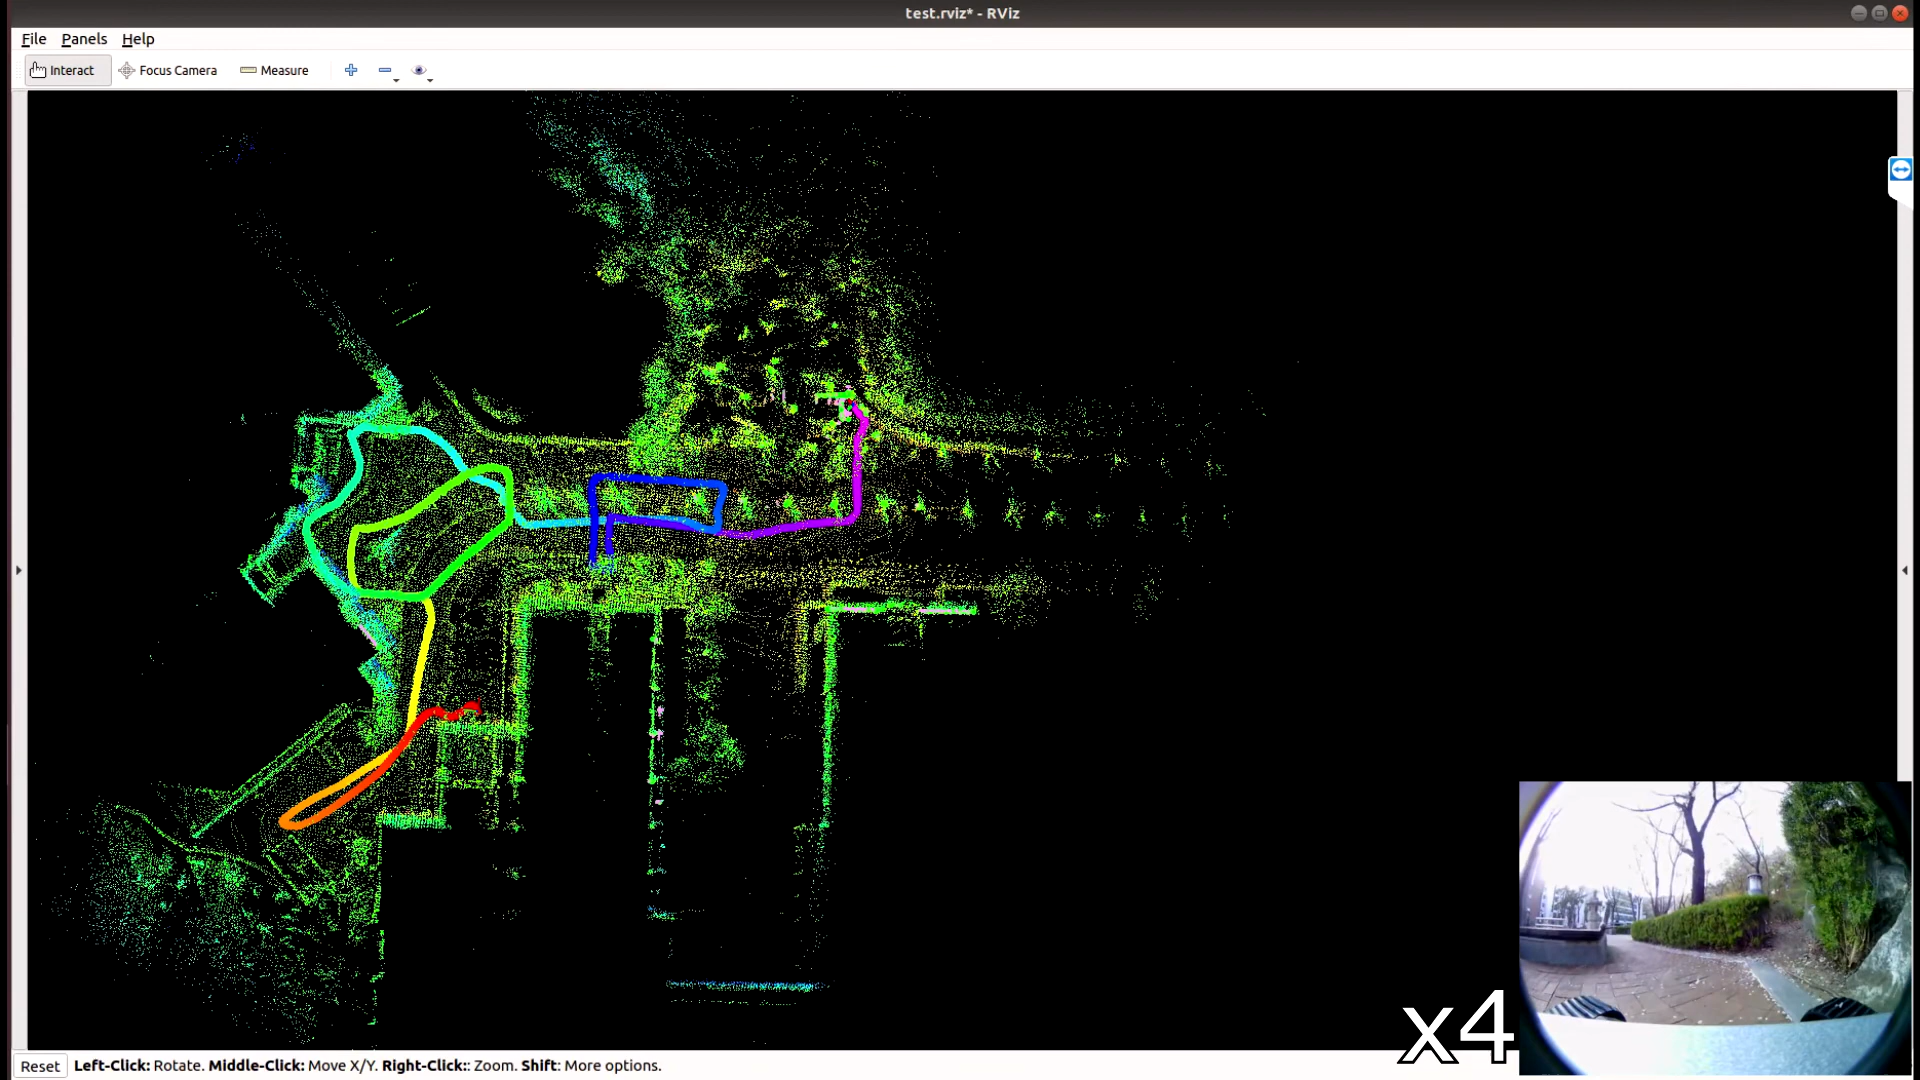 test.rviz* - RViz
File Panels Help
Interact Focus Camera Measure
x4
Reset Left-Click: Rotate. Middle-Click: Move X/Y. Right-Click:: Zoom. Shift: More options.